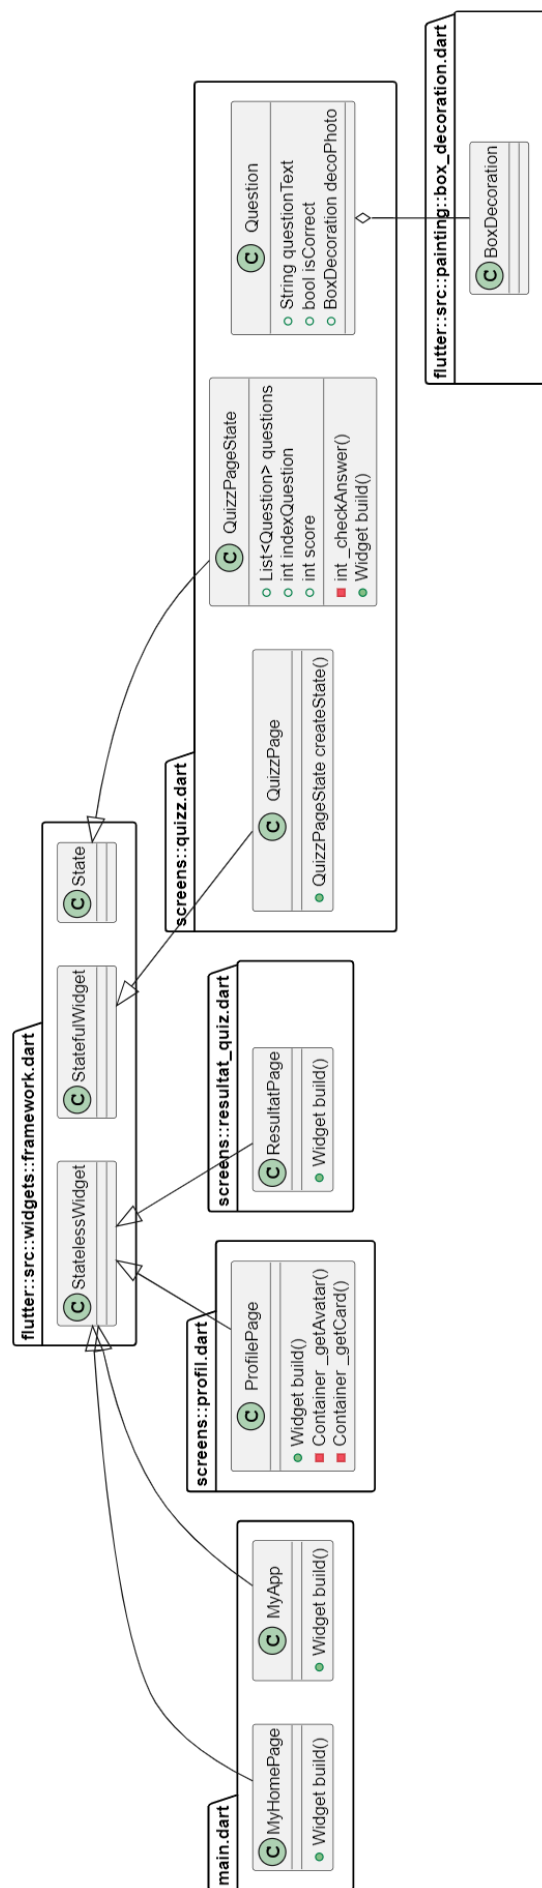 flutter::src::widgets::framework.dart
C StatelessWidget
C StatefulWidget
C State
main.dart
C MyHomePage
Widget build()
C MyApp
Widget build()
screens::profil.dart
C ProfilePage
Widget build()
Container _getAvatar()
Container _getCard()
screens::resultat_quiz.dart
C ResultatPage
Widget build()
screens::quizz.dart
C QuizzPage
QuizzPageState createState()
C QuizzPageState
List<Question> questions
int indexQuestion
int score
int _checkAnswer()
Widget build()
C Question
String questionText
bool isCorrect
BoxDecoration decoPhoto
flutter::src::painting::box_decoration.dart
C BoxDecoration